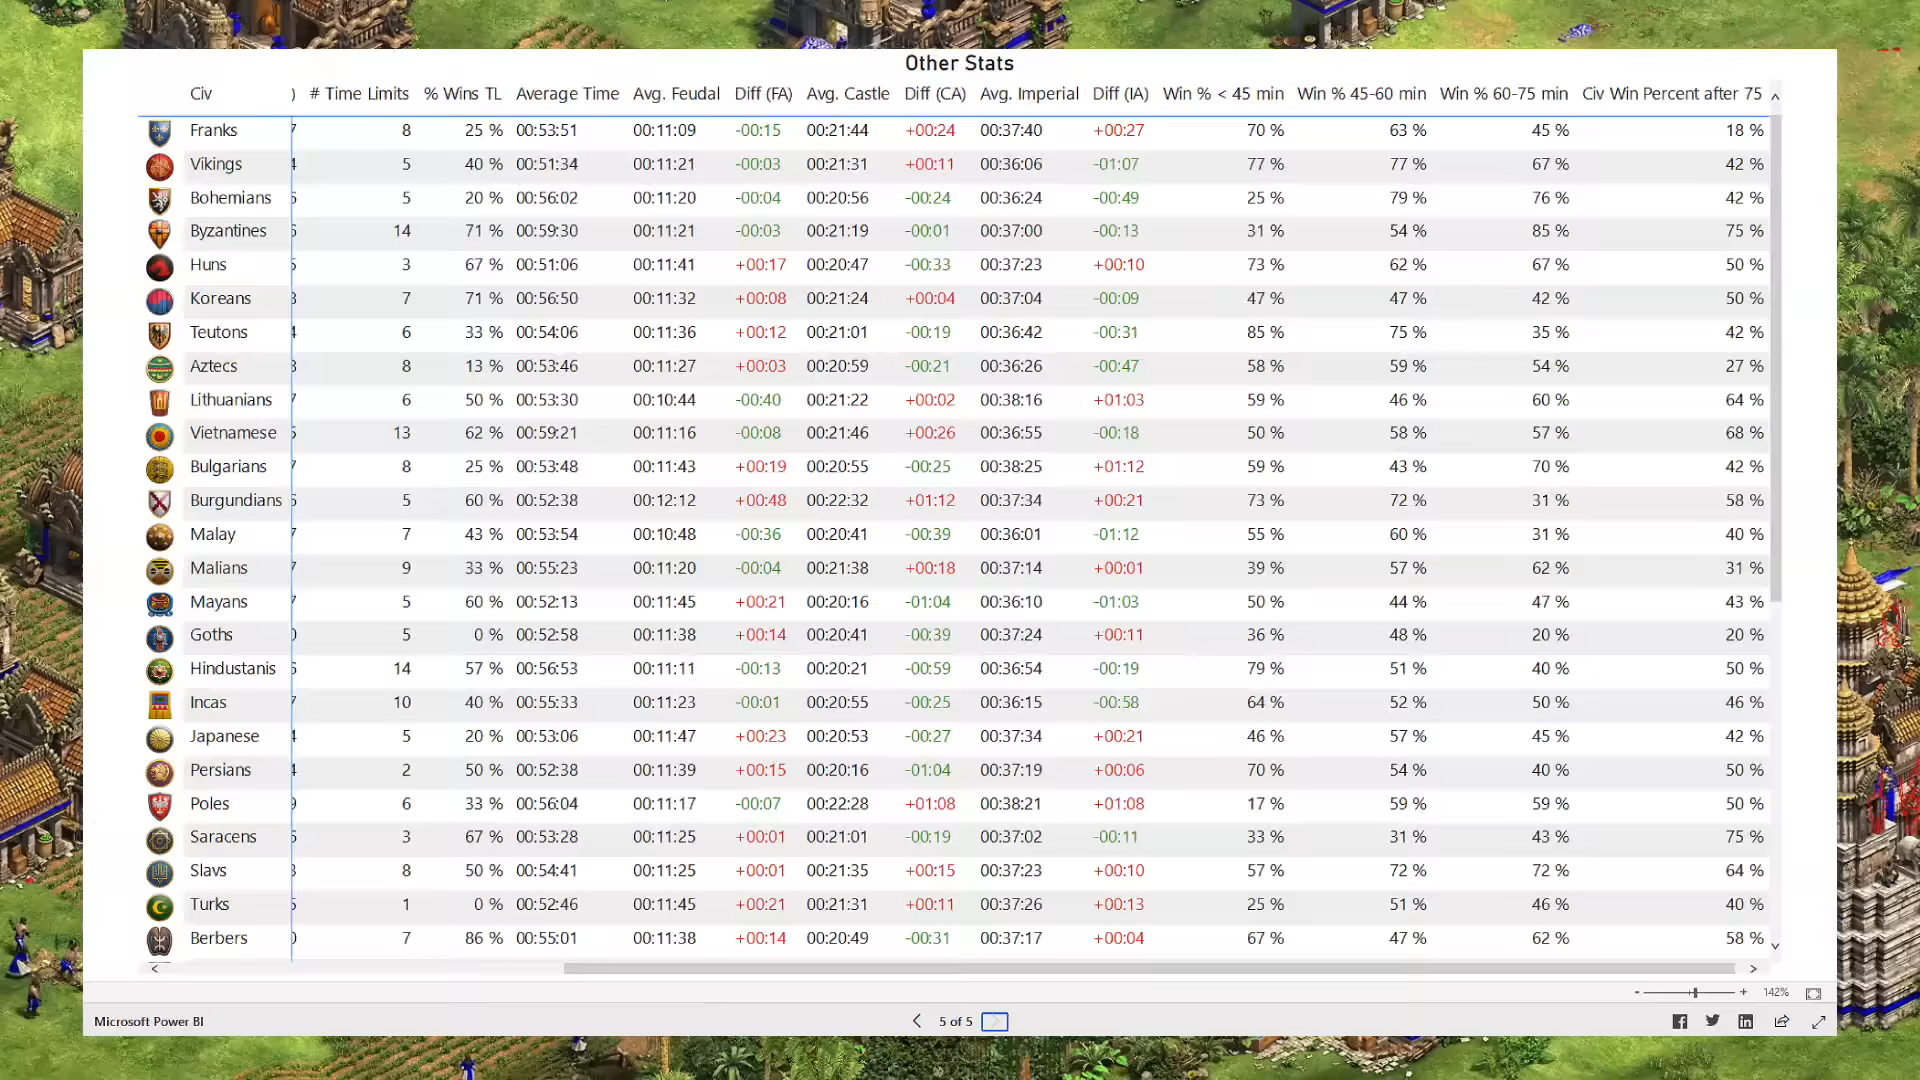 Other Stats
Civ ) # Time Limits % Wins TL Average Time Avg. Feudal Diff (FA) Avg. Castle Diff (CA) Avg. Imperial Diff (IA) Win % < 45 min Win % 45-60 min Win % 60-75 min Civ Win Percent after 75
Franks 7 8 25 % 00:53:51 00:11:09 -00:15 00:21:44 +00:24 00:37:40 +00:27 70 % 63 % 45 % 18 %
Vikings 4 5 40 % 00:51:34 00:11:21 -00:03 00:21:31 +00:11 00:36:06 -01:07 77 % 77 % 67 % 42 %
Bohemians 5 20 % 00:56:02 00:11:20 -00:04 00:20:56 -00:24 00:36:24 -00:49 25 % 79 % 76 % 42 %
Byzantines 14 71 % 00:59:30 00:11:21 -00:03 00:21:19 -00:01 00:37:00 -00:13 31 % 54 % 85 % 75 %
Huns 3 67 % 00:51:06 00:11:41 +00:17 00:20:47 -00:33 00:37:23 +00:10 73 % 62 % 67 % 50 %
Koreans 7 71 % 00:56:50 00:11:32 +00:08 00:21:24 +00:04 00:37:04 -00:09 47 % 47 % 42 % 50 %
Teutons 4 6 33 % 00:54:06 00:11:36 +00:12 00:21:01 -00:19 00:36:42 -00:31 85 % 75 % 35 % 42 %
Aztecs 8 13 % 00:53:46 00:11:27 +00:03 00:20:59 -00:21 00:36:26 -00:47 58 % 59 % 54 % 27 %
Lithuanians 7 6 50 % 00:53:30 00:10:44 -00:40 00:21:22 +00:02 00:38:16 +01:03 59 % 46 % 60 % 64 %
Vietnamese 13 62 % 00:59:21 00:11:16 -00:08 00:21:46 +00:26 00:36:55 -00:18 50 % 58 % 57 % 68 %
Bulgarians 7 8 25 % 00:53:48 00:11:43 +00:19 00:20:55 -00:25 00:38:25 +01:12 59 % 43 % 70 % 42 %
Burgundians 5 60 % 00:52:38 00:12:12 +00:48 00:22:32 +01:12 00:37:34 +00:21 73 % 72 % 31 % 58 %
Malay 7 7 43 % 00:53:54 00:10:48 -00:36 00:20:41 -00:39 00:36:01 -01:12 55 % 60 % 31 % 40 %
Malians 7 9 33 % 00:55:23 00:11:20 -00:04 00:21:38 +00:18 00:37:14 +00:01 39 % 57 % 62 % 31 %
Mayans 7 5 60 % 00:52:13 00:11:45 +00:21 00:20:16 -01:04 00:36:10 -01:03 50 % 44 % 47 % 43 %
Goths 5 0 % 00:52:58 00:11:38 +00:14 00:20:41 -00:39 00:37:24 +00:11 36 % 48 % 20 % 20 %
Hindustanis 14 57 % 00:56:53 00:11:11 -00:13 00:20:21 -00:59 00:36:54 -00:19 79 % 51 % 40 % 50 %
Incas 7 10 40 % 00:55:33 00:11:23 -00:01 00:20:55 -00:25 00:36:15 -00:58 64 % 52 % 50 % 46 %
Japanese 4 5 20 % 00:53:06 00:11:47 +00:23 00:20:53 -00:27 00:37:34 +00:21 46 % 57 % 45 % 42 %
Persians 4 2 50 % 00:52:38 00:11:39 +00:15 00:20:16 -01:04 00:37:19 +00:06 70 % 54 % 40 % 50 %
Poles 6 33 % 00:56:04 00:11:17 -00:07 00:22:28 +01:08 00:38:21 +01:08 17 % 59 % 59 % 50 %
Saracens 3 67 % 00:53:28 00:11:25 +00:01 00:21:01 -00:19 00:37:02 -00:11 33 % 31 % 43 % 75 %
Slavs 8 50 % 00:54:41 00:11:25 +00:01 00:21:35 +00:15 00:37:23 +00:10 57 % 72 % 72 % 64 %
Turks 1 0 % 00:52:46 00:11:45 +00:21 00:21:31 +00:11 00:37:26 +00:13 25 % 51 % 46 % 40 %
Berbers 7 86 % 00:55:01 00:11:38 +00:14 00:20:49 -00:31 00:37:17 +00:04 67 % 47 % 62 % 58 %
- + 142%
Microsoft Power BI 5 of 5